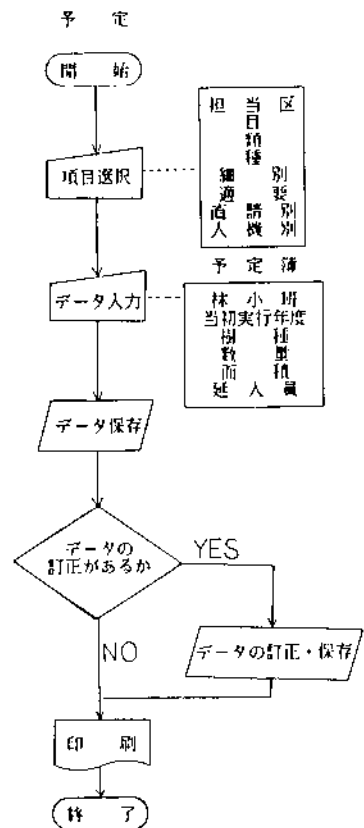 予 定
開 始
項目選択
担 当 区
目
類
種
細 別
適 要
直 請 別
人 機 別
データ入力
予 定 簿
林 小 班
当初実行年度
樹 種
数 量
面 積
延 人 員
データ保存
データの
訂正があるか
YES
NO
データの訂正・保存
印 刷
終 了